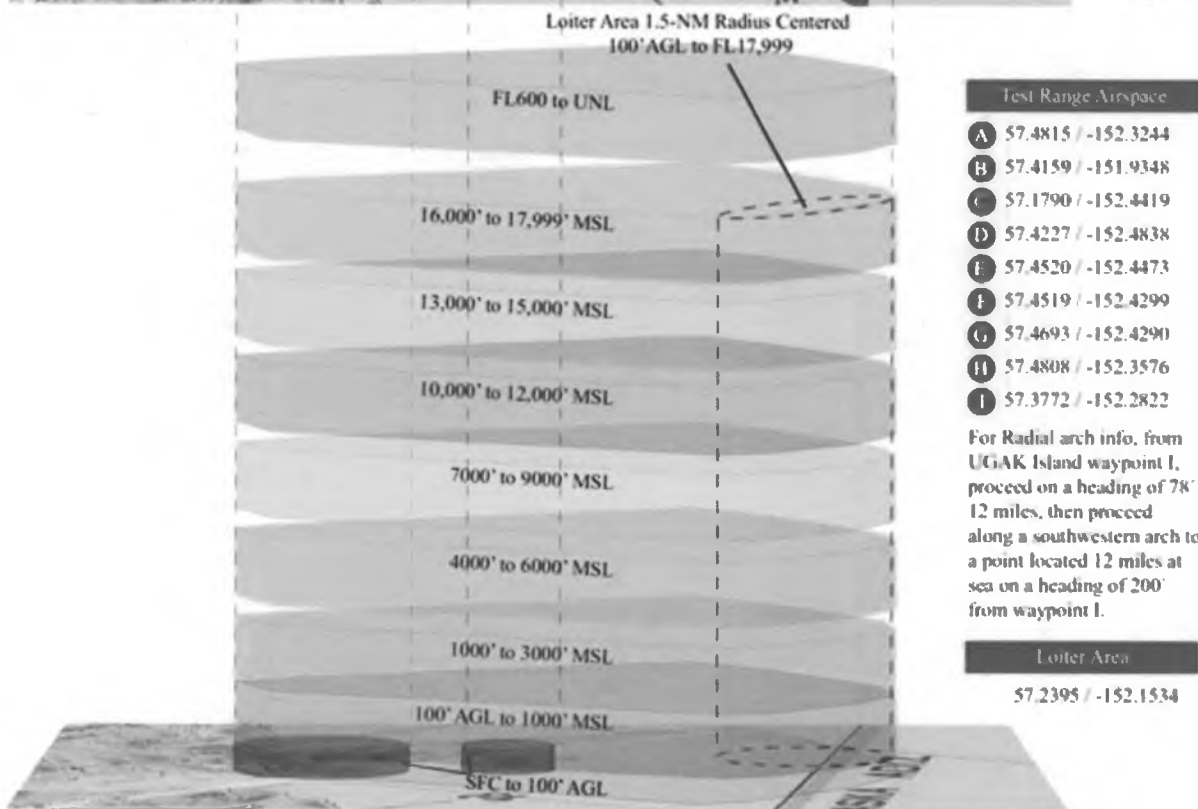 Loiter Area 1.5-NM Radius Centered
100' AGL to FL17,999
FL600 to UNL
16,000' to 17,999' MSL
13,000' to 15,000' MSL
10,000' to 12,000' MSL
7000' to 9000' MSL
4000' to 6000' MSL
1000' to 3000' MSL
100' AGL to 1000' MSL
SFC to 100' AGL
Test Range Airspace
A 57.4815 / -152.3244
B 57.4159 / -151.9348
C 57.1790 / -152.4419
D 57.4227 / -152.4838
E 57.4520 / -152.4473
F 57.4519 / -152.4299
G 57.4693 / -152.4290
H 57.4808 / -152.3576
I 57.3772 / -152.2822
For Radial arch info, from
UGAK Island waypoint I,
proceed on a heading of 78°
12 miles, then proceed
along a southwestern arch to
a point located 12 miles at
sea on a heading of 200°
from waypoint I.
Loiter Area
57.2395 / -152.1534